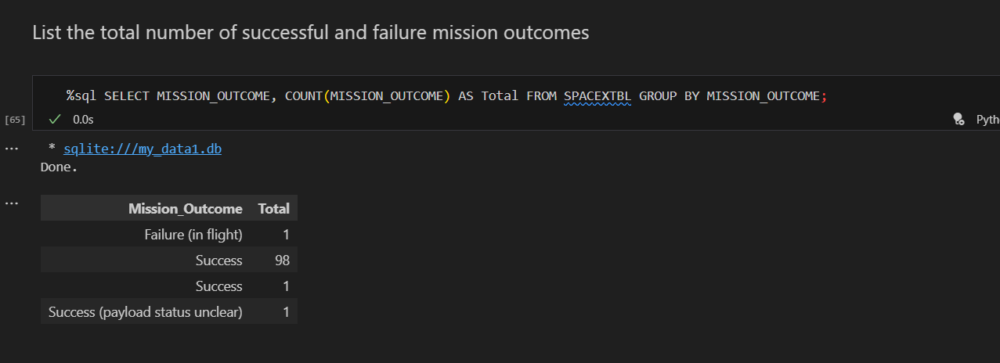 List the total number of successful and failure mission outcomes
%sql SELECT MISSION_OUTCOME, COUNT(MISSION_OUTCOME) AS Total FROM SPACEXTBL GROUP BY MISSION_OUTCOME;
[65] 0.0s Pyth
* sqlite:///my_data1.db
Done.
Mission_Outcome Total
Failure (in flight) 1
Success 98
Success 1
Success (payload status unclear) 1